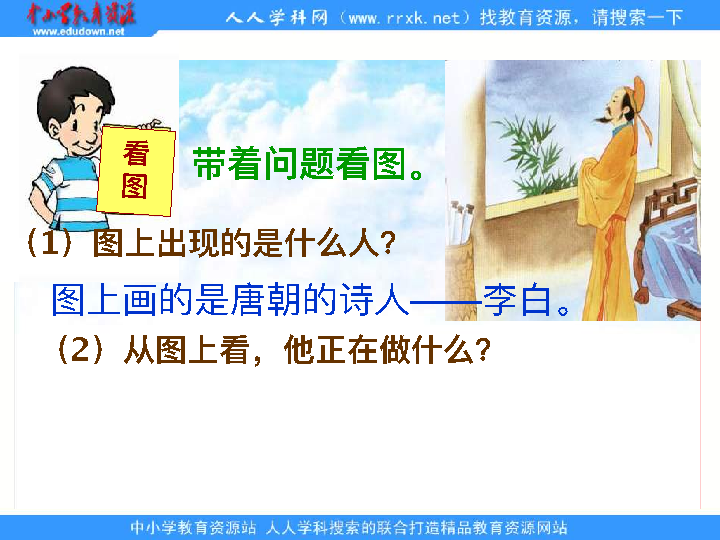 中小学教育资源
www.edudown.net
人人学科网（www.rrxk.net）找教育资源，请搜索一下
看
图
带着问题看图。
（1）图上出现的是什么人？
图上画的是唐朝的诗人——李白。
（2）从图上看，他正在做什么？
中小学教育资源站 人人学科搜索的联合打造精品教育资源网站